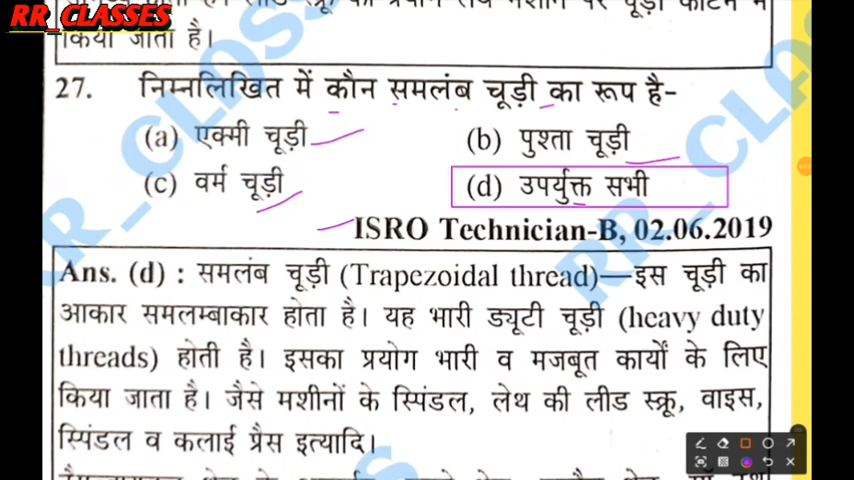 RR_CLASSES
किया जाता है।
27. निम्नलिखित में कौन समलंब चूड़ी का रूप है-
(a) एक्मी चूड़ी (b) पुश्ता चूड़ी
(c) वर्म चूड़ी (d) उपर्युक्त सभी
ISRO Technician-B, 02.06.2019
Ans. (d) : समलंब चूड़ी (Trapezoidal thread)—इस चूड़ी का
आकार समलम्बाकार होता है। यह भारी ड्यूटी चूड़ी (heavy duty
threads) होती है। इसका प्रयोग भारी व मजबूत कार्यों के लिए
किया जाता है। जैसे मशीनों के स्पिंडल, लेथ की लीड स्क्रू, वाइस,
स्पिंडल व कलाई प्रैस इत्यादि।